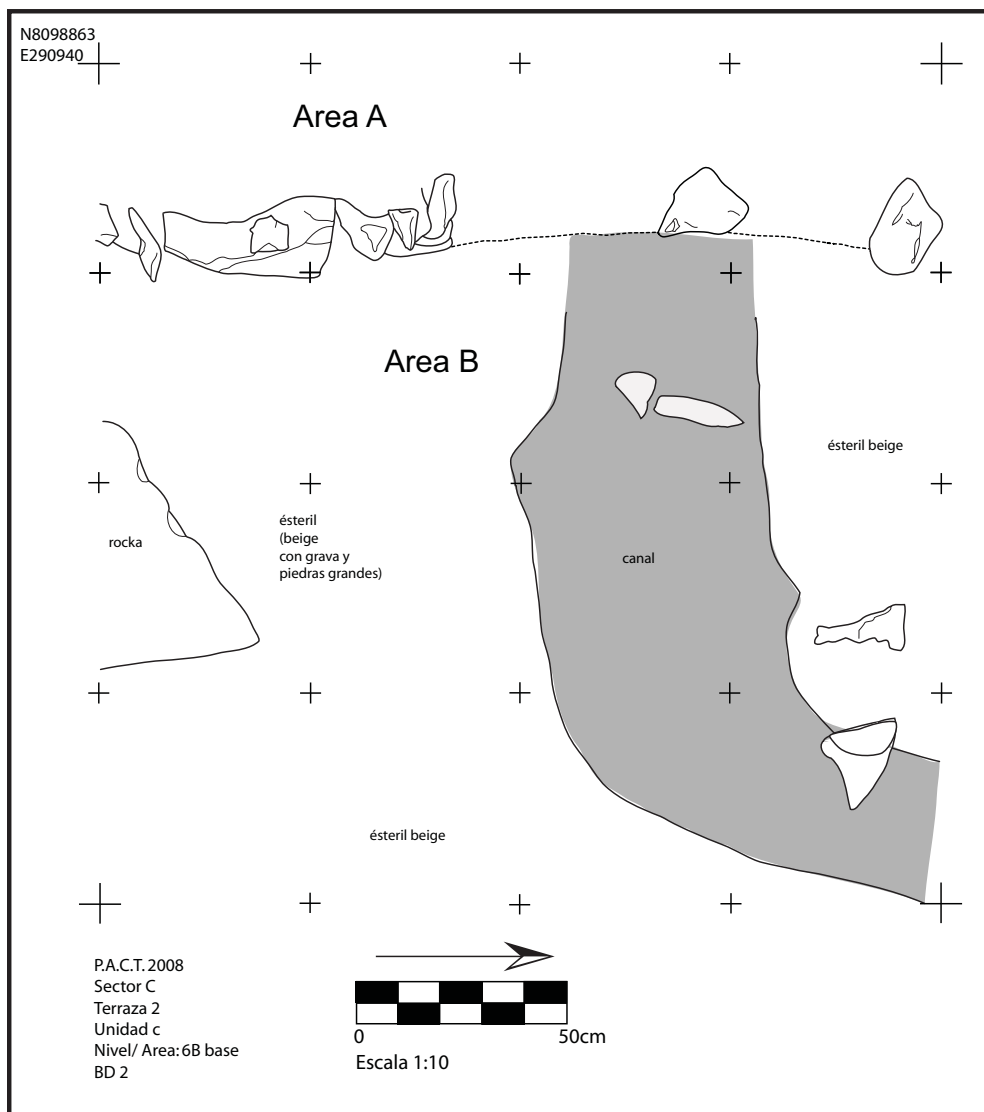 N8098863
E290940
Area A
Area B
ésteril beige
ésteril
(beige
con grava y
piedras grandes)
rocka
canal
ésteril beige
P.A.C.T. 2008
Sector C
Terraza 2
Unidad c
Nivel/ Area: 6B base
BD 2
0 50cm
Escala 1:10